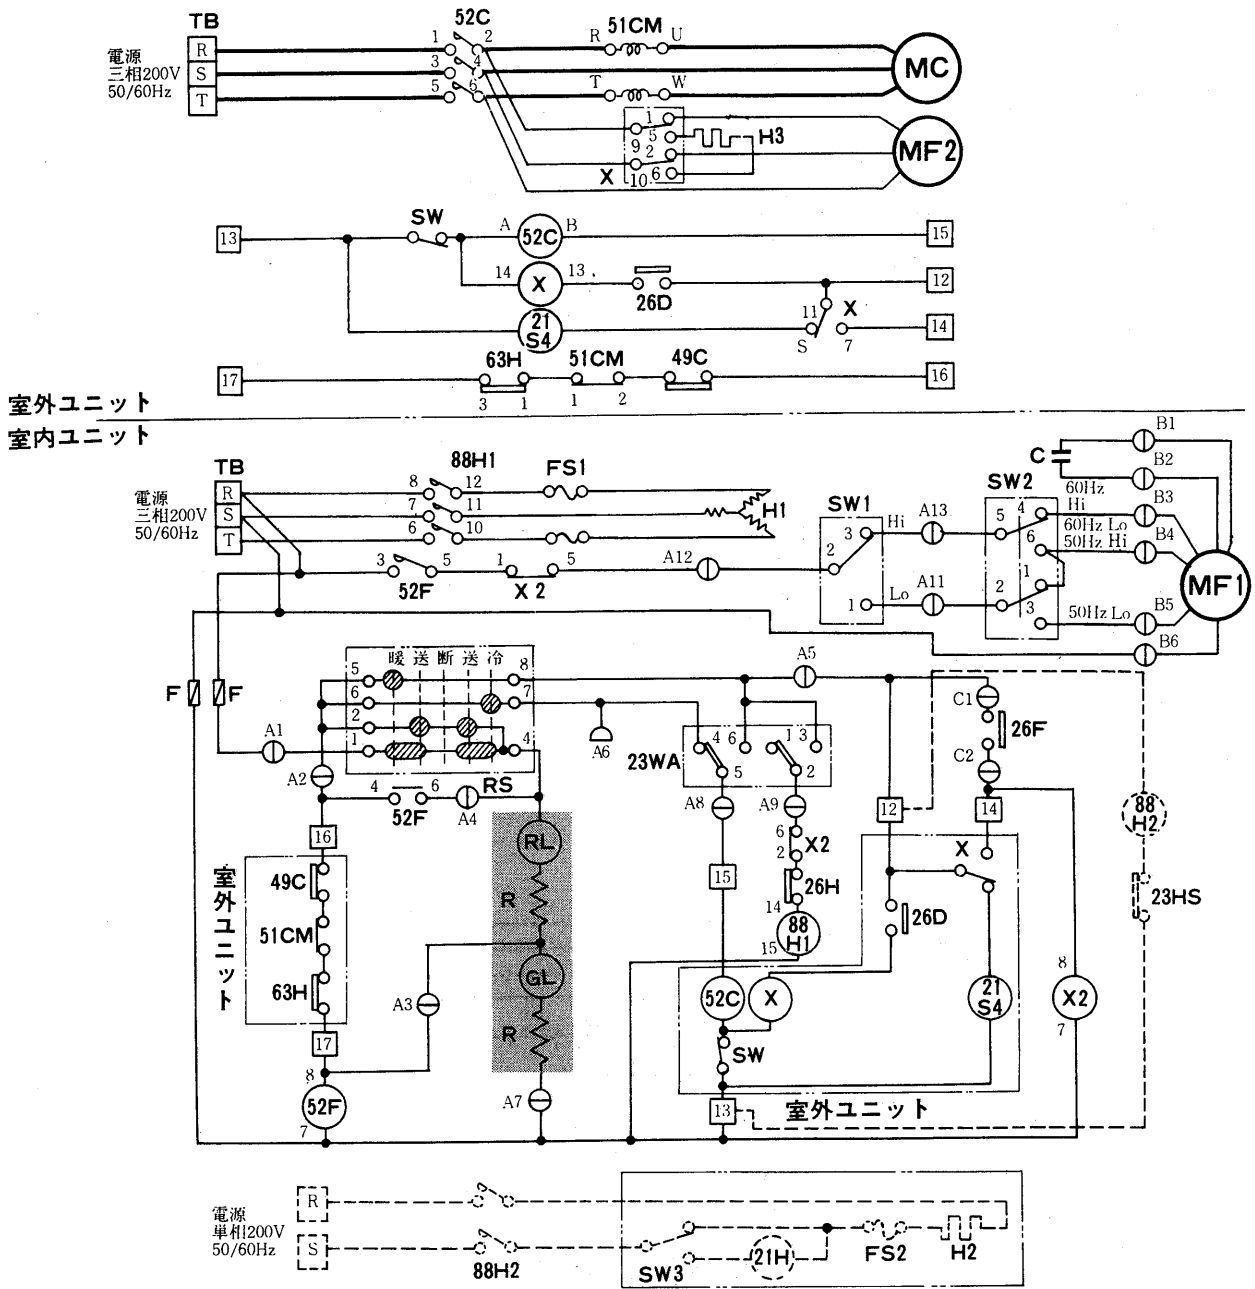 TB
電源
三相200V
50/60Hz
R
S
T
52C
1 2
3 4
5 6
R 51CM U
T W
MC
MF2
1
9 5
2
10 6
H3
X
13
SW
A 52C B
15
14 X 13
26D
12
21
S4
11 X
S 7
14
17
63H
3 1
51CM
1 2
49C
16
室外ユニット
室内ユニット
TB
電源
三相200V
50/60Hz
R
S
T
88H1
8 12
7 11
6 10
FS1
H1
3 5
52F
1 5
X2
A12
SW1
3
2
1
Hi
A13
Lo
A11
SW2
5 4
6
2 1
3
C
B1
B2
60Hz
Hi
B3
60Hz Lo
50Hz Hi
B4
50Hz Lo
B5
B6
MF1
F F
暖 送 断 送 冷
5 8
6 7
2
1 4
RS
A1
A2
4 6
52F
A4
A5
A6
23WA
4 6 1 3
5 2
A8
A9
C1
26F
C2
12
14
16
室外ユニット
49C
51CM
63H
17
8
52F
7
A3
RL
R
GL
R
A7
15
6
2
X2
26H
14
88
H1
15
X
26D
52C
X
21
S4
SW
13
室外ユニット
8
X2
7
88
H2
23HS
電源
単相200V
50/60Hz
R
S
88H2
SW3
21H
FS2
H2